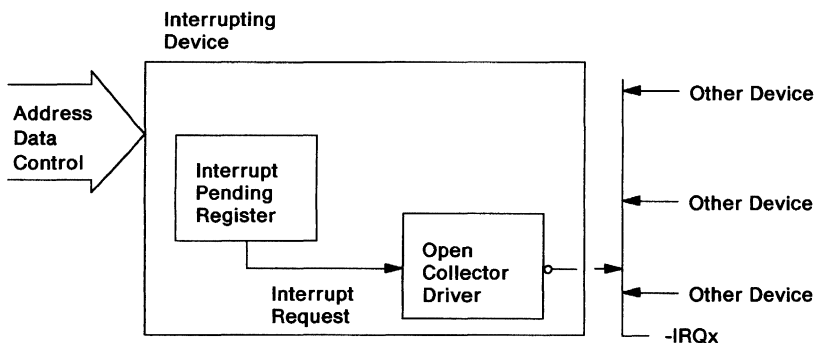 Interrupting
Device
Address
Data
Control
Interrupt
Pending
Register
Interrupt
Request
Open
Collector
Driver
Other Device
Other Device
Other Device
-IRQx